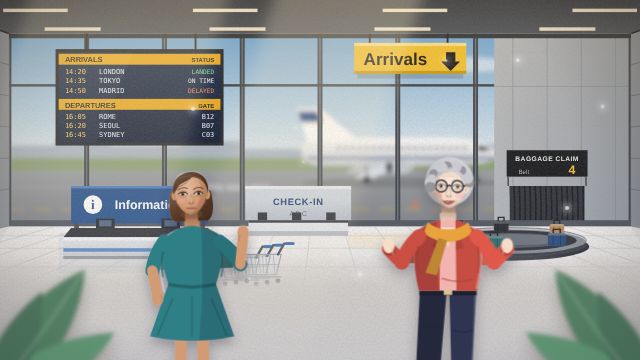 ARRIVALS STATUS
14:20 LONDON LANDED
14:35 TOKYO ON TIME
14:50 MADRID DELAYED
DEPARTURES GATE
16:05 ROME B12
16:20 SEOUL B07
16:45 SYDNEY C03
Arrivals
BAGGAGE CLAIM
Belt 4
i Informati
CHECK-IN